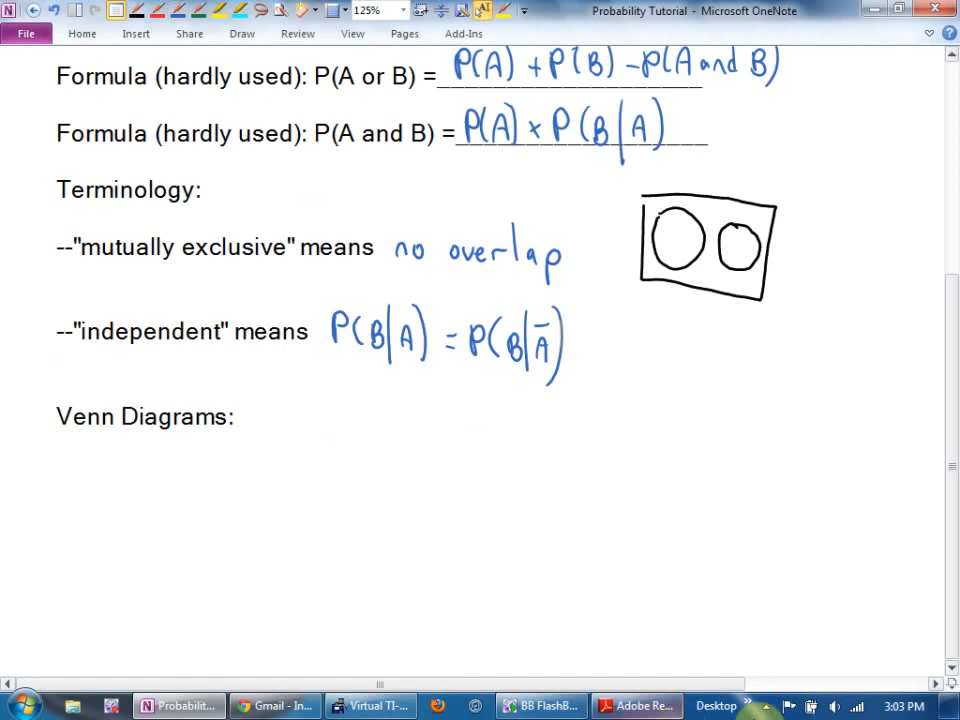 125% Probability Tutorial - Microsoft OneNote
File Home Insert Share Draw Review View Pages Add-Ins
Formula (hardly used): P(A or B) = P(A) + P(B) - P(A and B)
Formula (hardly used): P(A and B) = P(A) × P(B|A)
Terminology:
--"mutually exclusive" means no overlap
--"independent" means P(B|A) = P(B|Ā)
Venn Diagrams:
Probabilit... Gmail - In... Virtual TI-... BB FlashB... Adobe Re... Desktop 3:03 PM